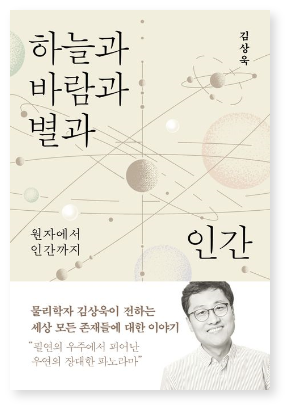 하늘과
바람과
별과
인간
김상욱
원자에서
인간까지
물리학자 김상욱이 전하는
세상 모든 존재들에 대한 이야기
“필연의 우주에서 피어난
우연의 장대한 파노라마”